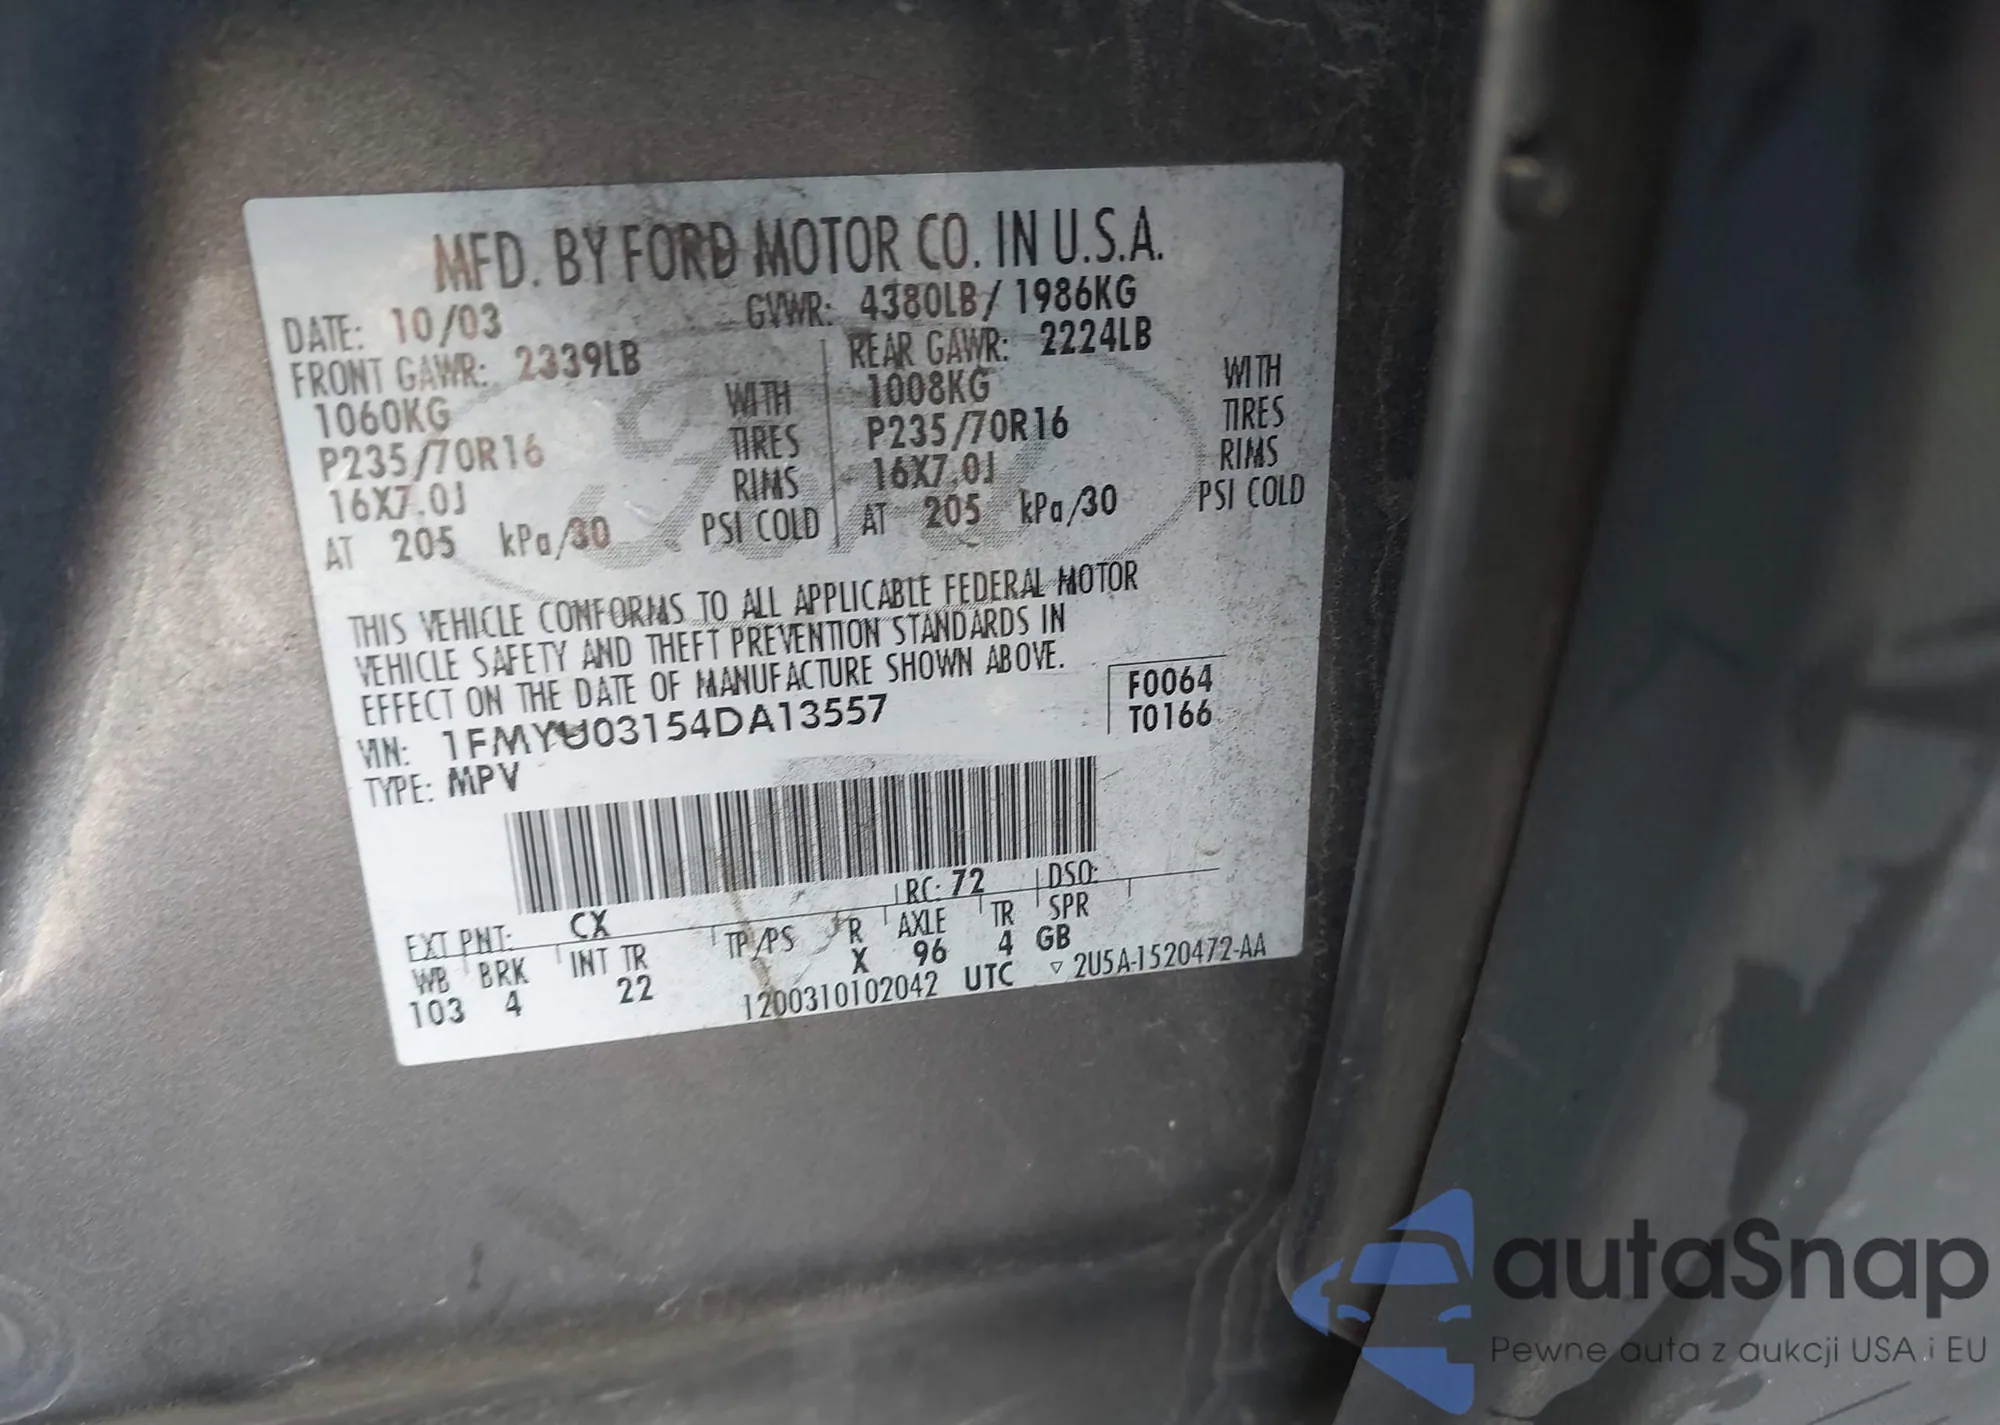 MFD. BY FORD MOTOR CO. IN U.S.A.
DATE: 10/03 GVWR: 4380LB/ 1986KG
FRONT GAWR: 2339LB REAR GAWR: 2224LB
1060KG WITH 1008KG WITH
P235/70R16 TIRES P235/70R16 TIRES
16X7.0J RIMS 16X7.0J RIMS
AT 205 kPa/30 PSI COLD AT 205 kPa/30 PSI COLD
THIS VEHICLE CONFORMS TO ALL APPLICABLE FEDERAL MOTOR
VEHICLE SAFETY AND THEFT PREVENTION STANDARDS IN
EFFECT ON THE DATE OF MANUFACTURE SHOWN ABOVE.
F0064
VIN: 1FMYU03154DA13557 T0166
TYPE: MPV
EXT PNT: CX RC: 72 DSO:
WB BRK INT TR TP/PS R AXLE TR SPR
103 4 22 X 96 4 GB
1200310102042 UTC ▽ 2U5A-1520472-AA
autaSnap
Pewne auta z aukcji USA i EU